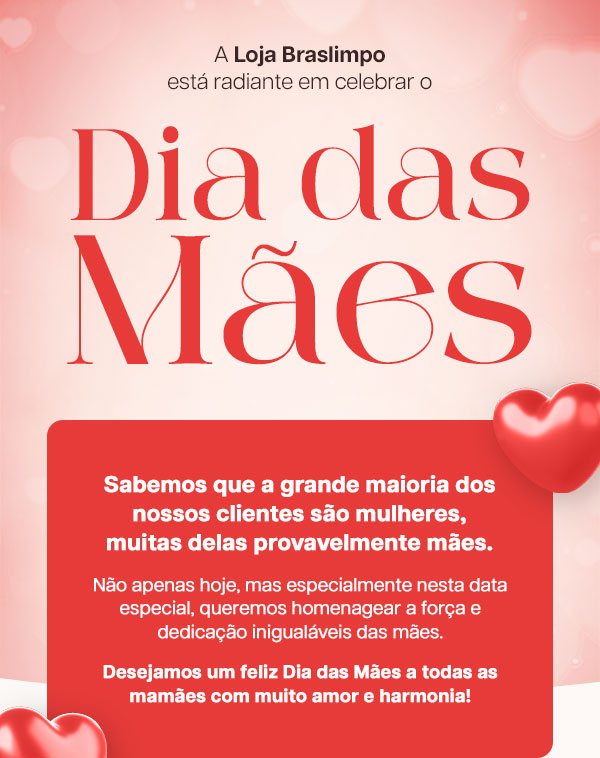 A Loja Braslimpo
está radiante em celebrar o
Dia das
Mães
Sabemos que a grande maioria dos
nossos clientes são mulheres,
muitas delas provavelmente mães.
Não apenas hoje, mas especialmente nesta data
especial, queremos homenagear a força e
dedicação inigualáveis das mães.
Desejamos um feliz Dia das Mães a todas as
mamães com muito amor e harmonia!